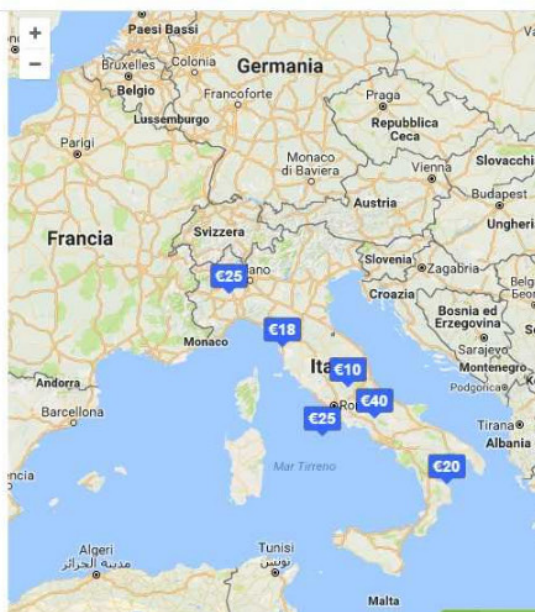 +
−
Paesi Bassi
Bruxelles
Colonia
Germania
Belgio
Francoforte
Praga
Lussemburgo
Repubblica
Ceca
Parigi
Monaco
di Baviera
Vienna
Slovacchi
Austria
Budapest
Ungheri
Francia
Svizzera
Slovenia
Zagabria
€25
ano
Croazia
Bosnia ed
Erzegovina
€18
Monaco
Sarajevo
Montenegro
Ita
€10
Andorra
Podgorica
Barcellona
Ro
€40
€25
Tirana
Albania
Mar Tirreno
€20
Algeri
مدينة الجزائر
Tunisi
تونس
Malta